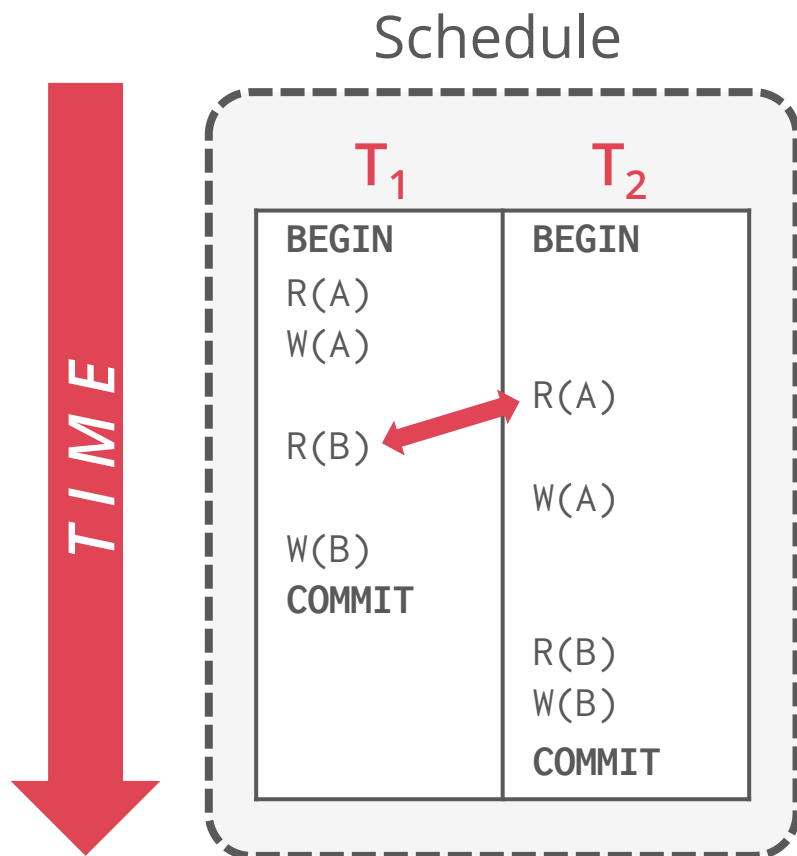 Schedule
TIME
T1 T2
BEGIN BEGIN
R(A)
W(A)
R(A)
R(B)
W(A)
W(B)
COMMIT
R(B)
W(B)
COMMIT